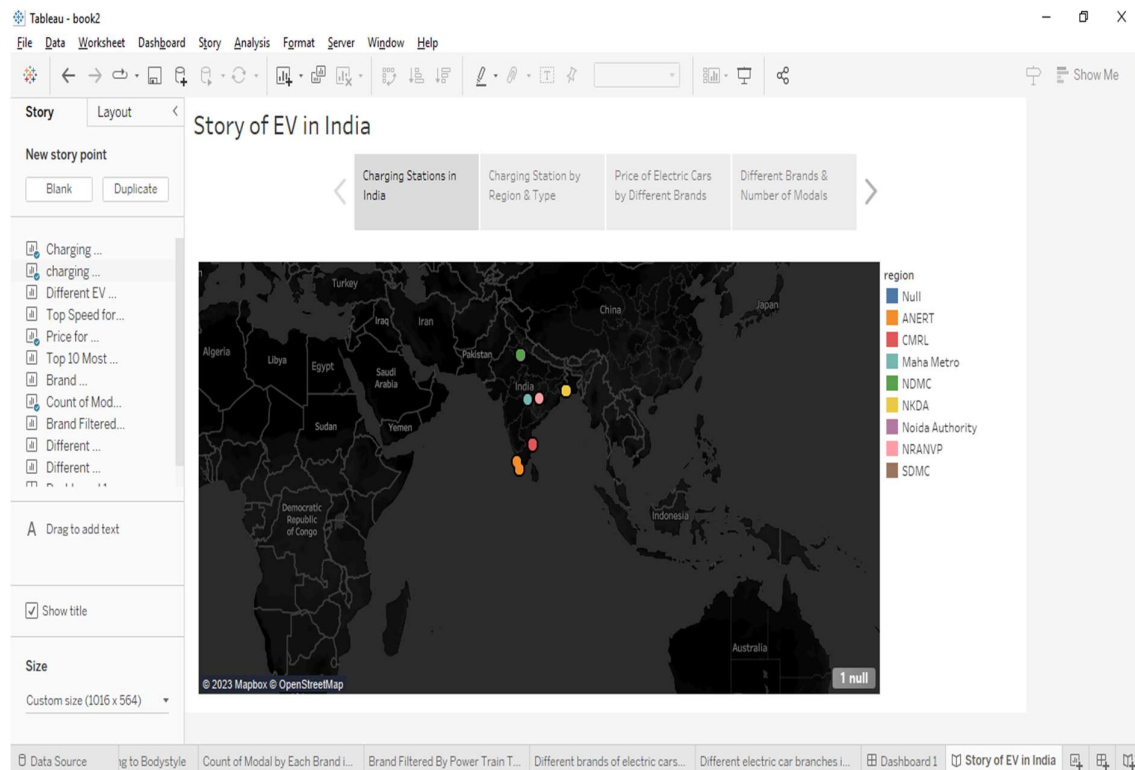 Tableau - book2
File Data Worksheet Dashboard Story Analysis Format Server Window Help
Show Me
Story Layout
New story point
Blank Duplicate
Charging ...
charging ...
Different EV ...
Top Speed for...
Price for ...
Top 10 Most ...
Brand ...
Count of Mod...
Brand Filtered...
Different ...
Different ...
A Drag to add text
Show title
Size
Custom size (1016 x 564)
Story of EV in India
Charging Stations in
India
Charging Station by
Region & Type
Price of Electric Cars
by Different Brands
Different Brands &
Number of Modals
Turkey
Japan
China
Iraq
Iran
Algeria
Libya
Egypt
Pakistan
Saudi
Arabia
India
Sudan
Yemen
Democratic
Republic
of Congo
Indonesia
Australia
© 2023 Mapbox © OpenStreetMap
1 null
region
Null
ANERT
CMRL
Maha Metro
NDMC
NKDA
Noida Authority
NRANVP
SDMC
Data Source
ng to Bodystyle
Count of Modal by Each Brand i...
Brand Filtered By Power Train T...
Different brands of electric cars...
Different electric car branches i...
Dashboard 1
Story of EV in India